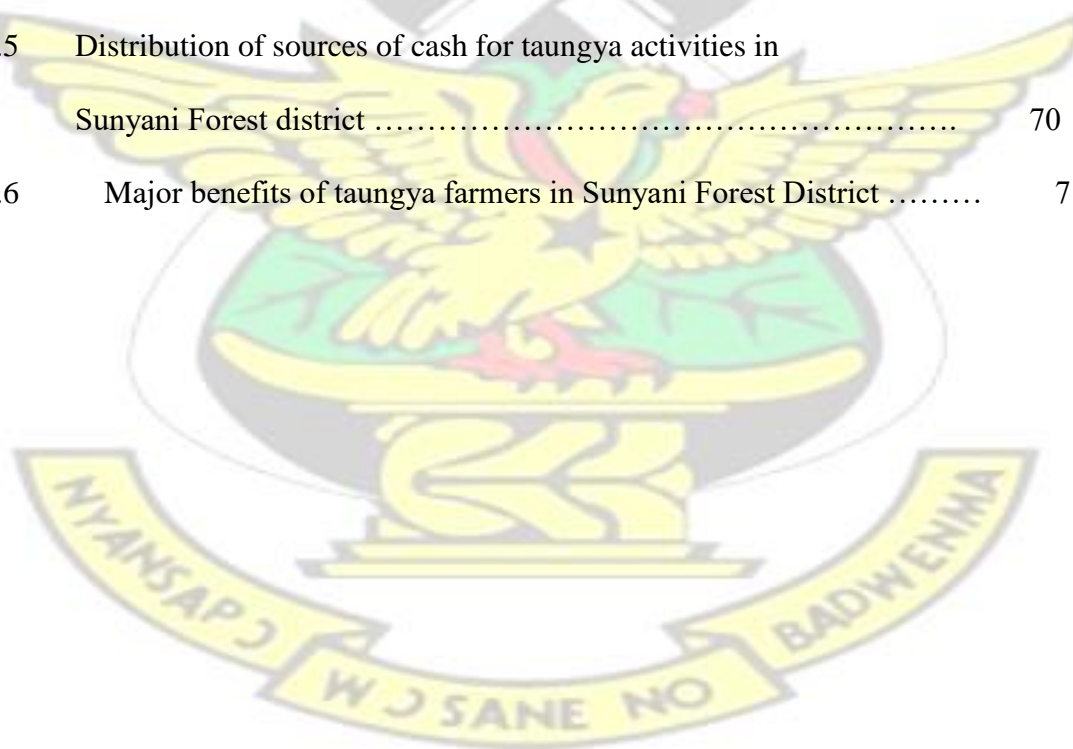 .5 Distribution of sources of cash for taungya activities in
Sunyani Forest district ……………………………………………. 70
.6 Major benefits of taungya farmers in Sunyani Forest District ……… 7
NYANSAPƆ
WƆSANE NO
BADWENMA